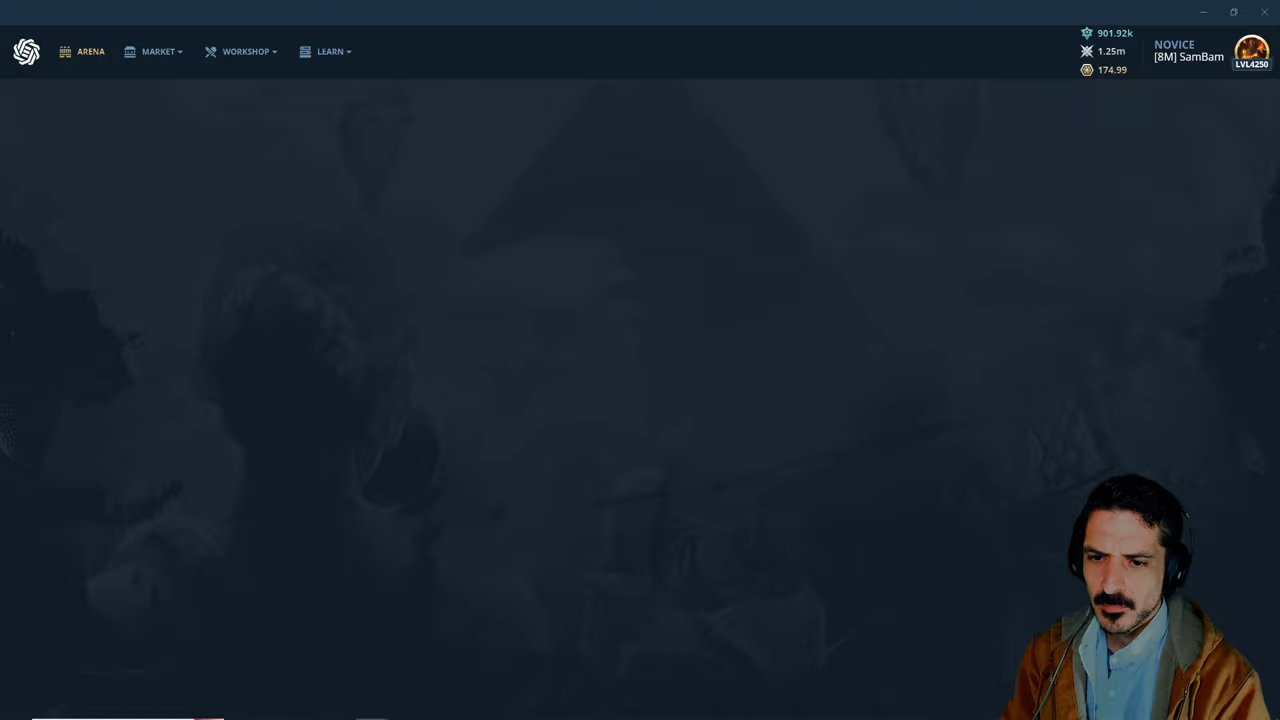 ARENA MARKET WORKSHOP LEARN
901.92k
1.25m
174.99
NOVICE
[8M] SamBam
LVL4250